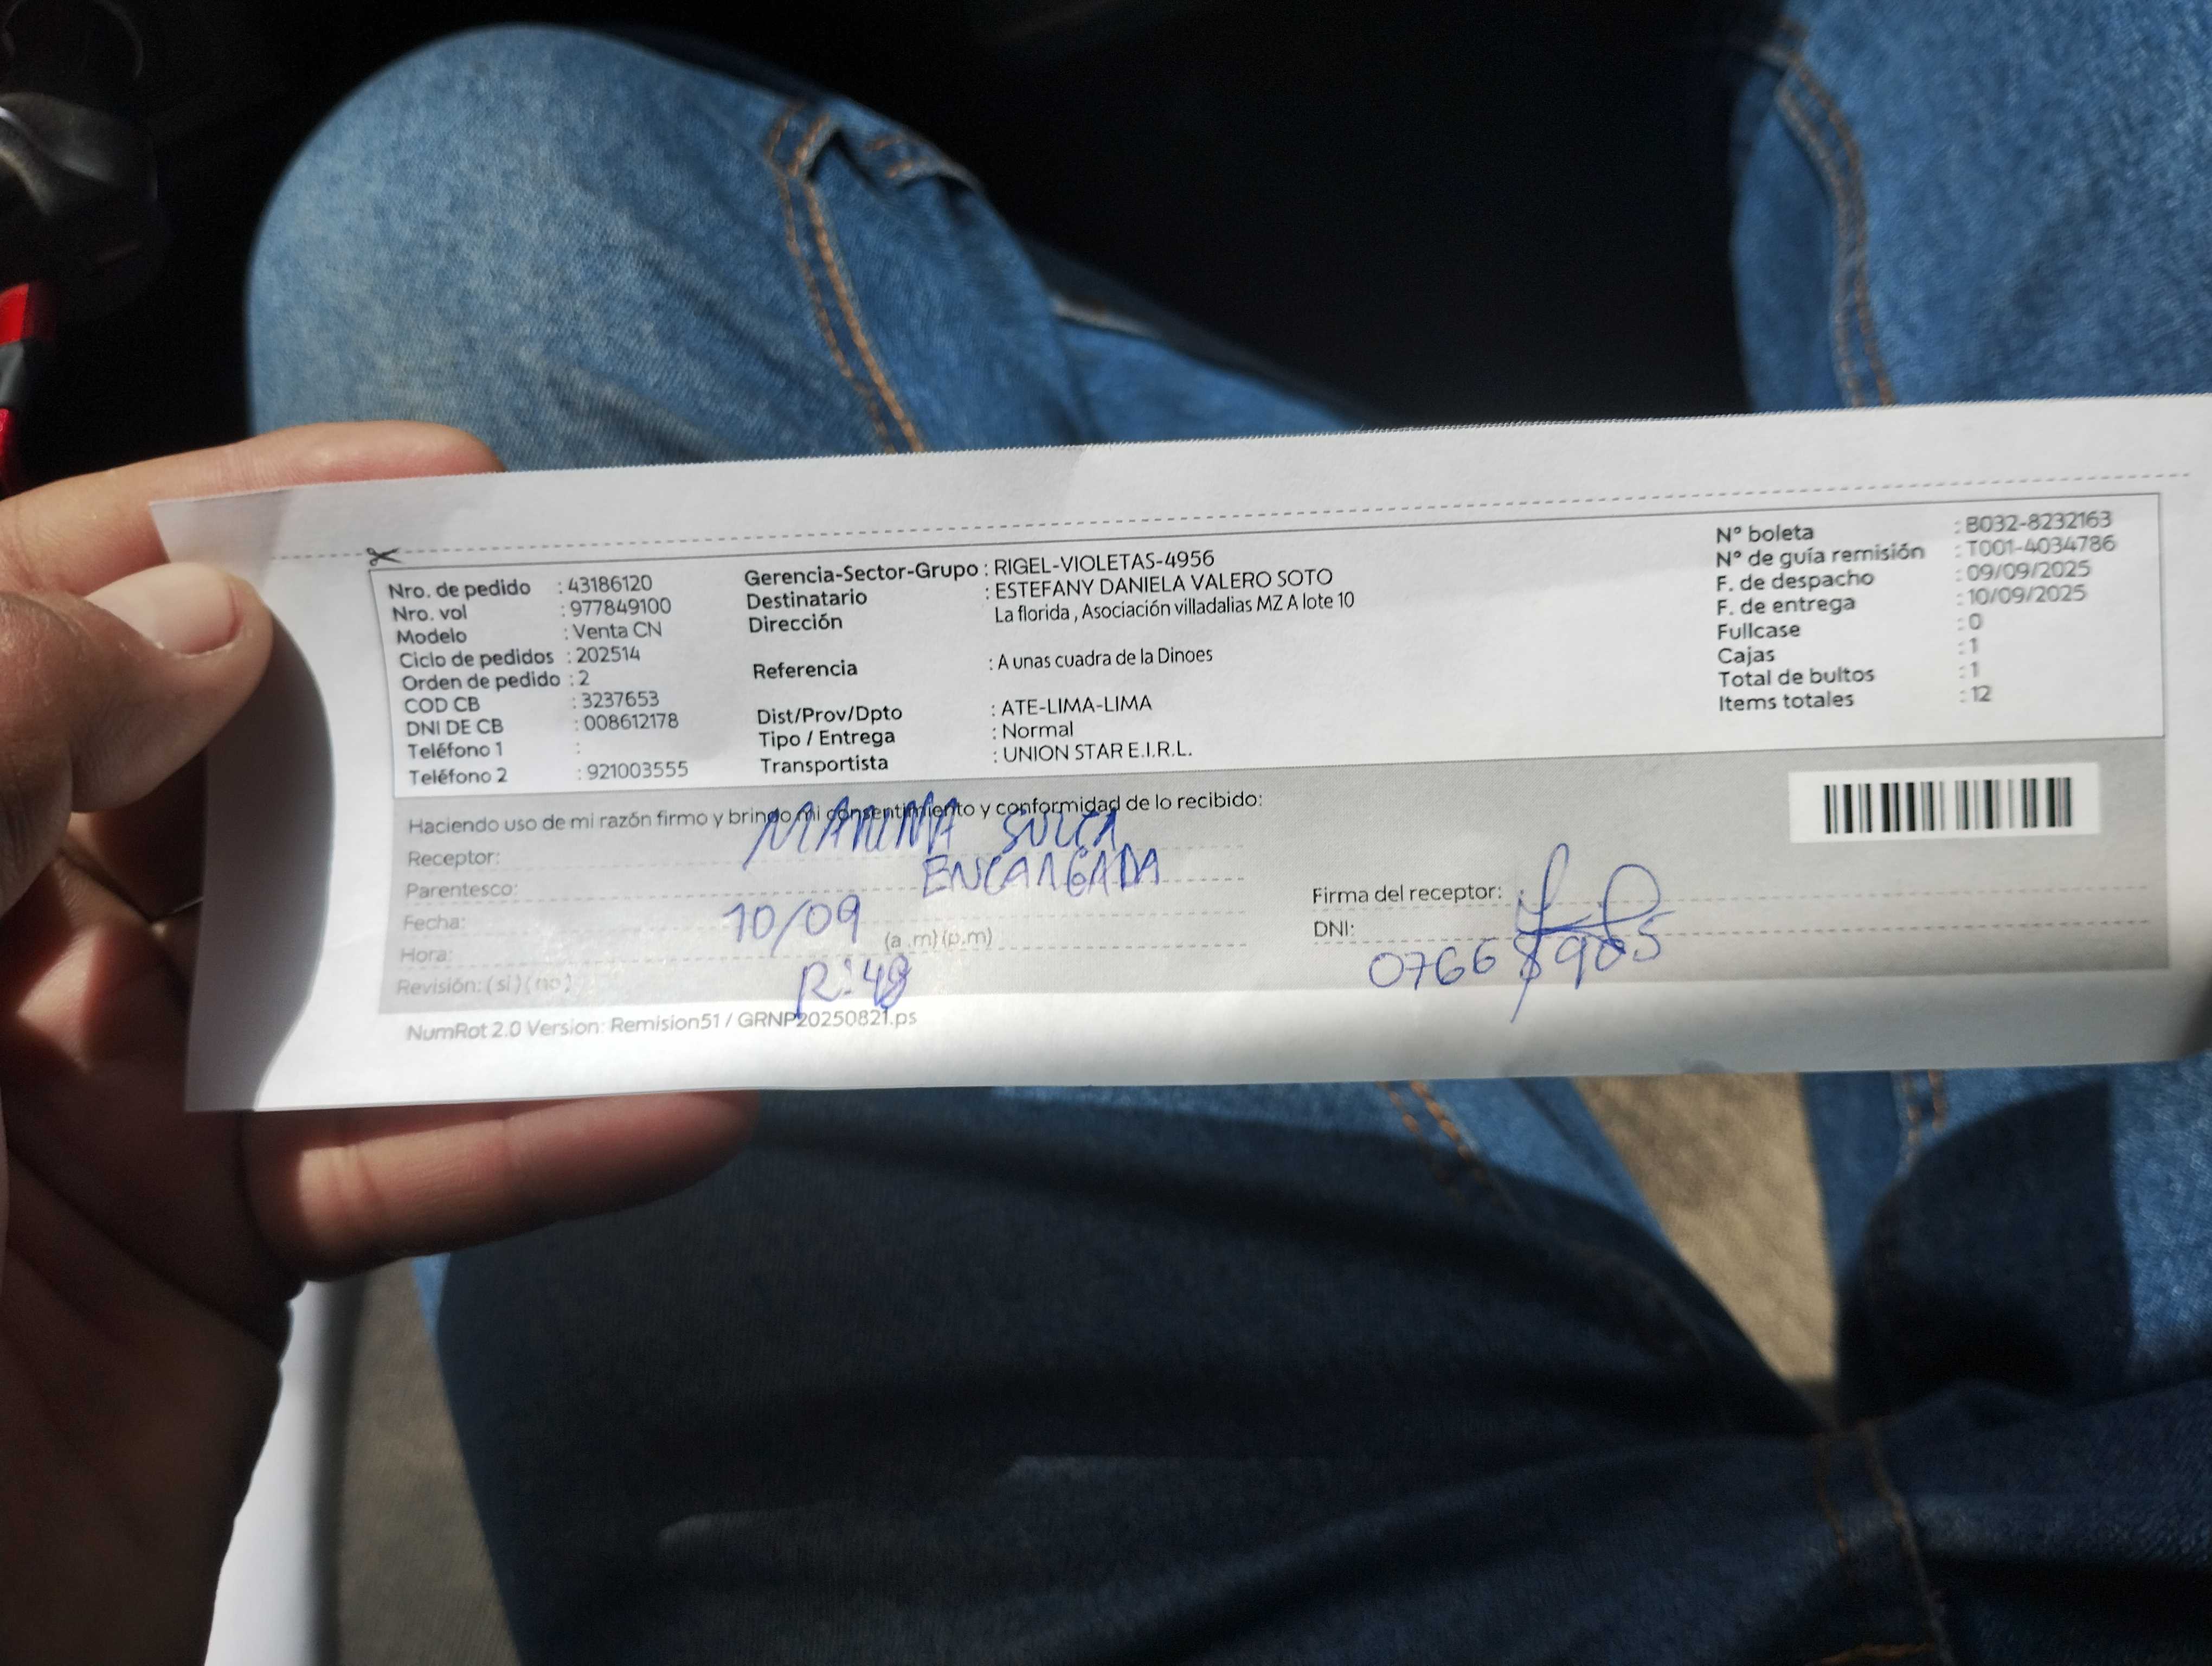 Nro. de pedido : 43186120
Nro. vol : 977849100
Modelo : Venta CN
Ciclo de pedidos : 202514
Orden de pedido : 2
COD CB : 3237653
DNI DE CB : 008612178
Teléfono 1 :
Teléfono 2 : 921003555
Gerencia-Sector-Grupo : RIGEL-VIOLETAS-4956
Destinatario : ESTEFANY DANIELA VALERO SOTO
Dirección La florida , Asociación villadalias MZ A lote 10
Referencia : A unas cuadra de la Dinoes
Dist/Prov/Dpto : ATE-LIMA-LIMA
Tipo / Entrega : Normal
Transportista : UNION STAR E.I.R.L.
Nº boleta : B032-8232163
Nº de guía remisión : T001-4034786
F. de despacho : 09/09/2025
F. de entrega : 10/09/2025
Fullcase : 0
Cajas : 1
Total de bultos : 1
Items totales : 12
Haciendo uso de mi razón firmo y brindo mi consentimiento y conformidad de lo recibido:
Receptor: MARINA SULCA
Parentesco: ENCARGADA
Fecha: 10/09
Hora: (a.m) (p.m)
Revisión: ( si ) ( no )
Firma del receptor:
DNI:
NumRot 2.0 Version: Remision51 / GRNP20250821.ps